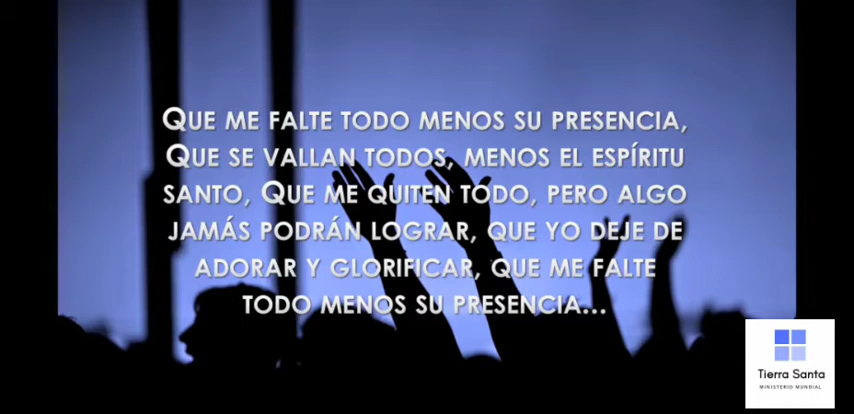 Que me falte todo menos su presencia,
Que se vallan todos, menos el Espíritu
Santo, Que me quiten todo, pero algo
jamás podrán lograr, que yo deje de
adorar y glorificar, que me falte
todo menos su presencia...
Tierra Santa
MINISTERIO MUNDIAL